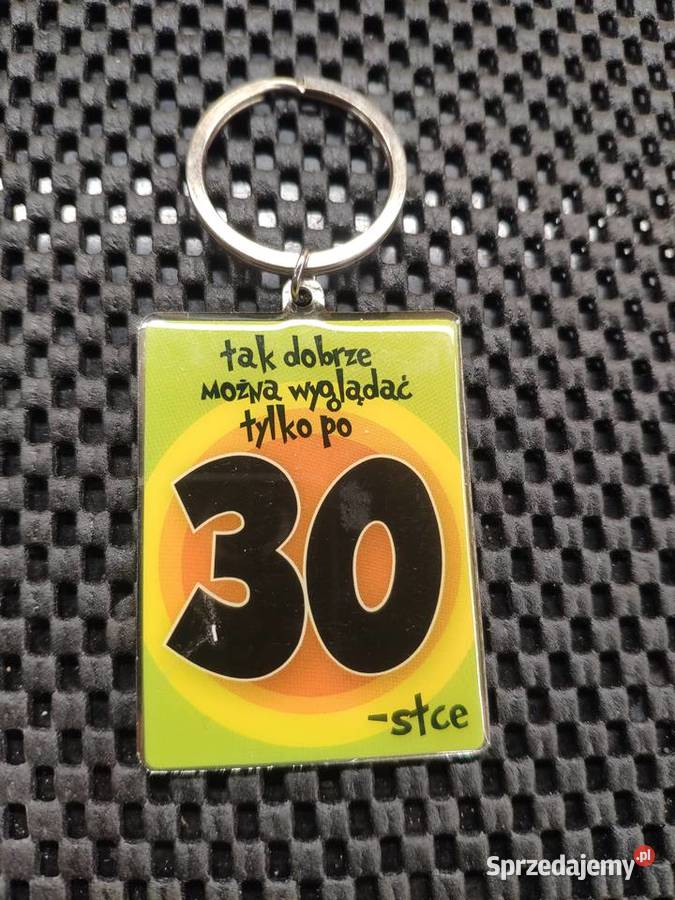 tak dobrze
można wyglądać
tylko po
30
-stce
Sprzedajemy.pl